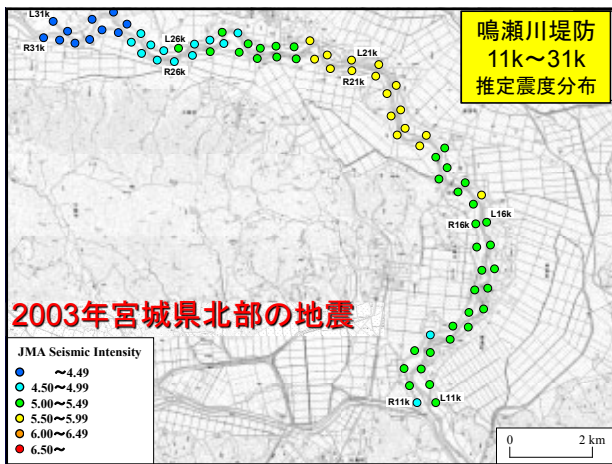 鳴瀬川堤防
11k～31k
推定震度分布
L31k
R31k
L26k
R26k
L21k
R21k
L16k
R16k
2003年宮城県北部の地震
L11k
R11k
JMA Seismic Intensity
～4.49
4.50～4.99
5.00～5.49
5.50～5.99
6.00～6.49
6.50～
0 2 km